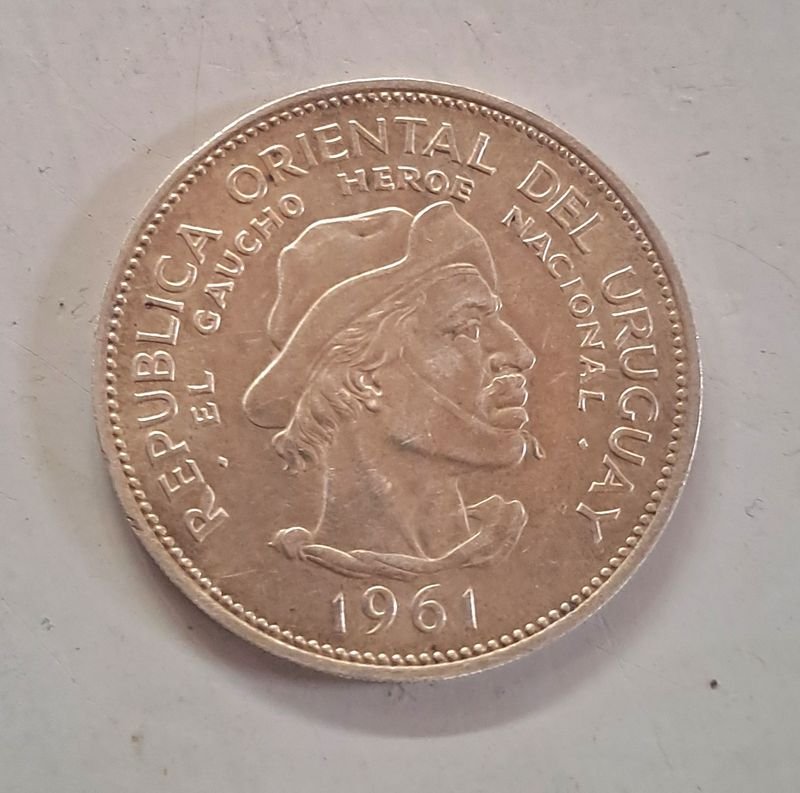 REPUBLICA ORIENTAL DEL URUGUAY
· EL GAUCHO HEROE NACIONAL ·
1961